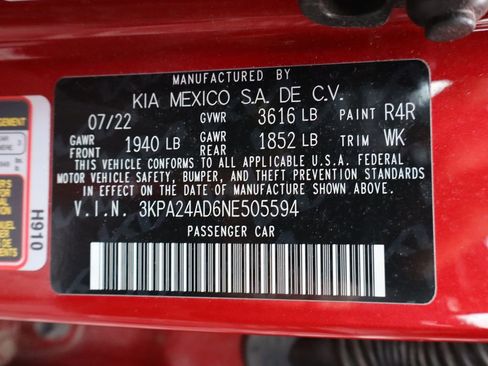 MANUFACTURED BY
KIA MEXICO S.A. DE C.V.
07/22 GVWR 3616 LB PAINT R4R
GAWR FRONT 1940 LB GAWR REAR 1852 LB TRIM WK
THIS VEHICLE CONFORMS TO ALL APPLICABLE U.S.A. FEDERAL
MOTOR VEHICLE SAFETY, BUMPER, AND THEFT PREVENTION STANDARDS
IN EFFECT ON THE DATE OF MANUFACTURE SHOWN ABOVE.
V.I.N. 3KPA24AD6NE505594
PASSENGER CAR
H910